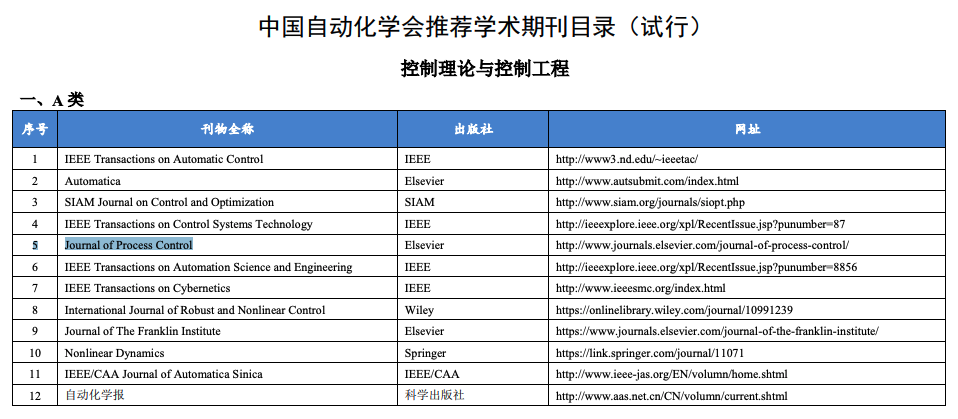 中国自动化学会推荐学术期刊目录（试行）
控制理论与控制工程
一、A 类
序号 刊物全称 出版社 网址
1 IEEE Transactions on Automatic Control IEEE http://www3.nd.edu/~ieeetac/
2 Automatica Elsevier http://www.autsubmit.com/index.html
3 SIAM Journal on Control and Optimization SIAM http://www.siam.org/journals/siopt.php
4 IEEE Transactions on Control Systems Technology IEEE http://ieeexplore.ieee.org/xpl/RecentIssue.jsp?punumber=87
5 Journal of Process Control Elsevier http://www.journals.elsevier.com/journal-of-process-control/
6 IEEE Transactions on Automation Science and Engineering IEEE http://ieeexplore.ieee.org/xpl/RecentIssue.jsp?punumber=8856
7 IEEE Transactions on Cybernetics IEEE http://www.ieeesmc.org/index.html
8 International Journal of Robust and Nonlinear Control Wiley https://onlinelibrary.wiley.com/journal/10991239
9 Journal of The Franklin Institute Elsevier https://www.journals.elsevier.com/journal-of-the-franklin-institute/
10 Nonlinear Dynamics Springer https://link.springer.com/journal/11071
11 IEEE/CAA Journal of Automatica Sinica IEEE/CAA http://www.ieee-jas.org/EN/volumn/home.shtml
12 自动化学报 科学出版社 http://www.aas.net.cn/CN/volumn/current.shtml